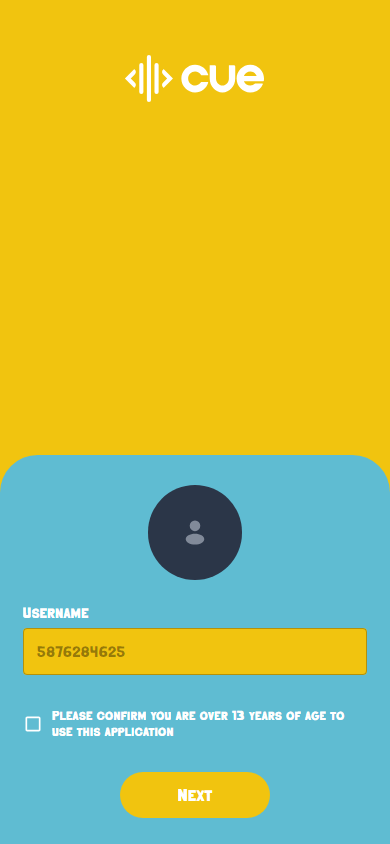 cue
Username
5876284625
Please confirm you are over 13 years of age to
use this application
Next